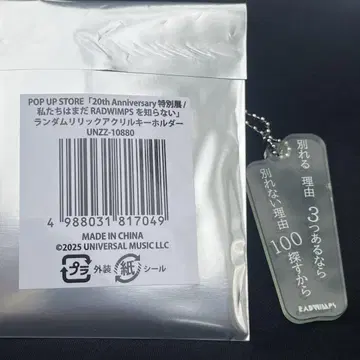 POP UP STORE「20th Anniversary 特別展 /
私たちはまだ RADWIMPS を知らない」
ランダムリリックアクリルキーホルダー
UNZZ-10880
4 988031 817049
MADE IN CHINA
©2025 UNIVERSAL MUSIC LLC
プラ 外装 紙 シール
別れる 理由 3つあるなら
別れない理由 100 探すから
RADWIMPS